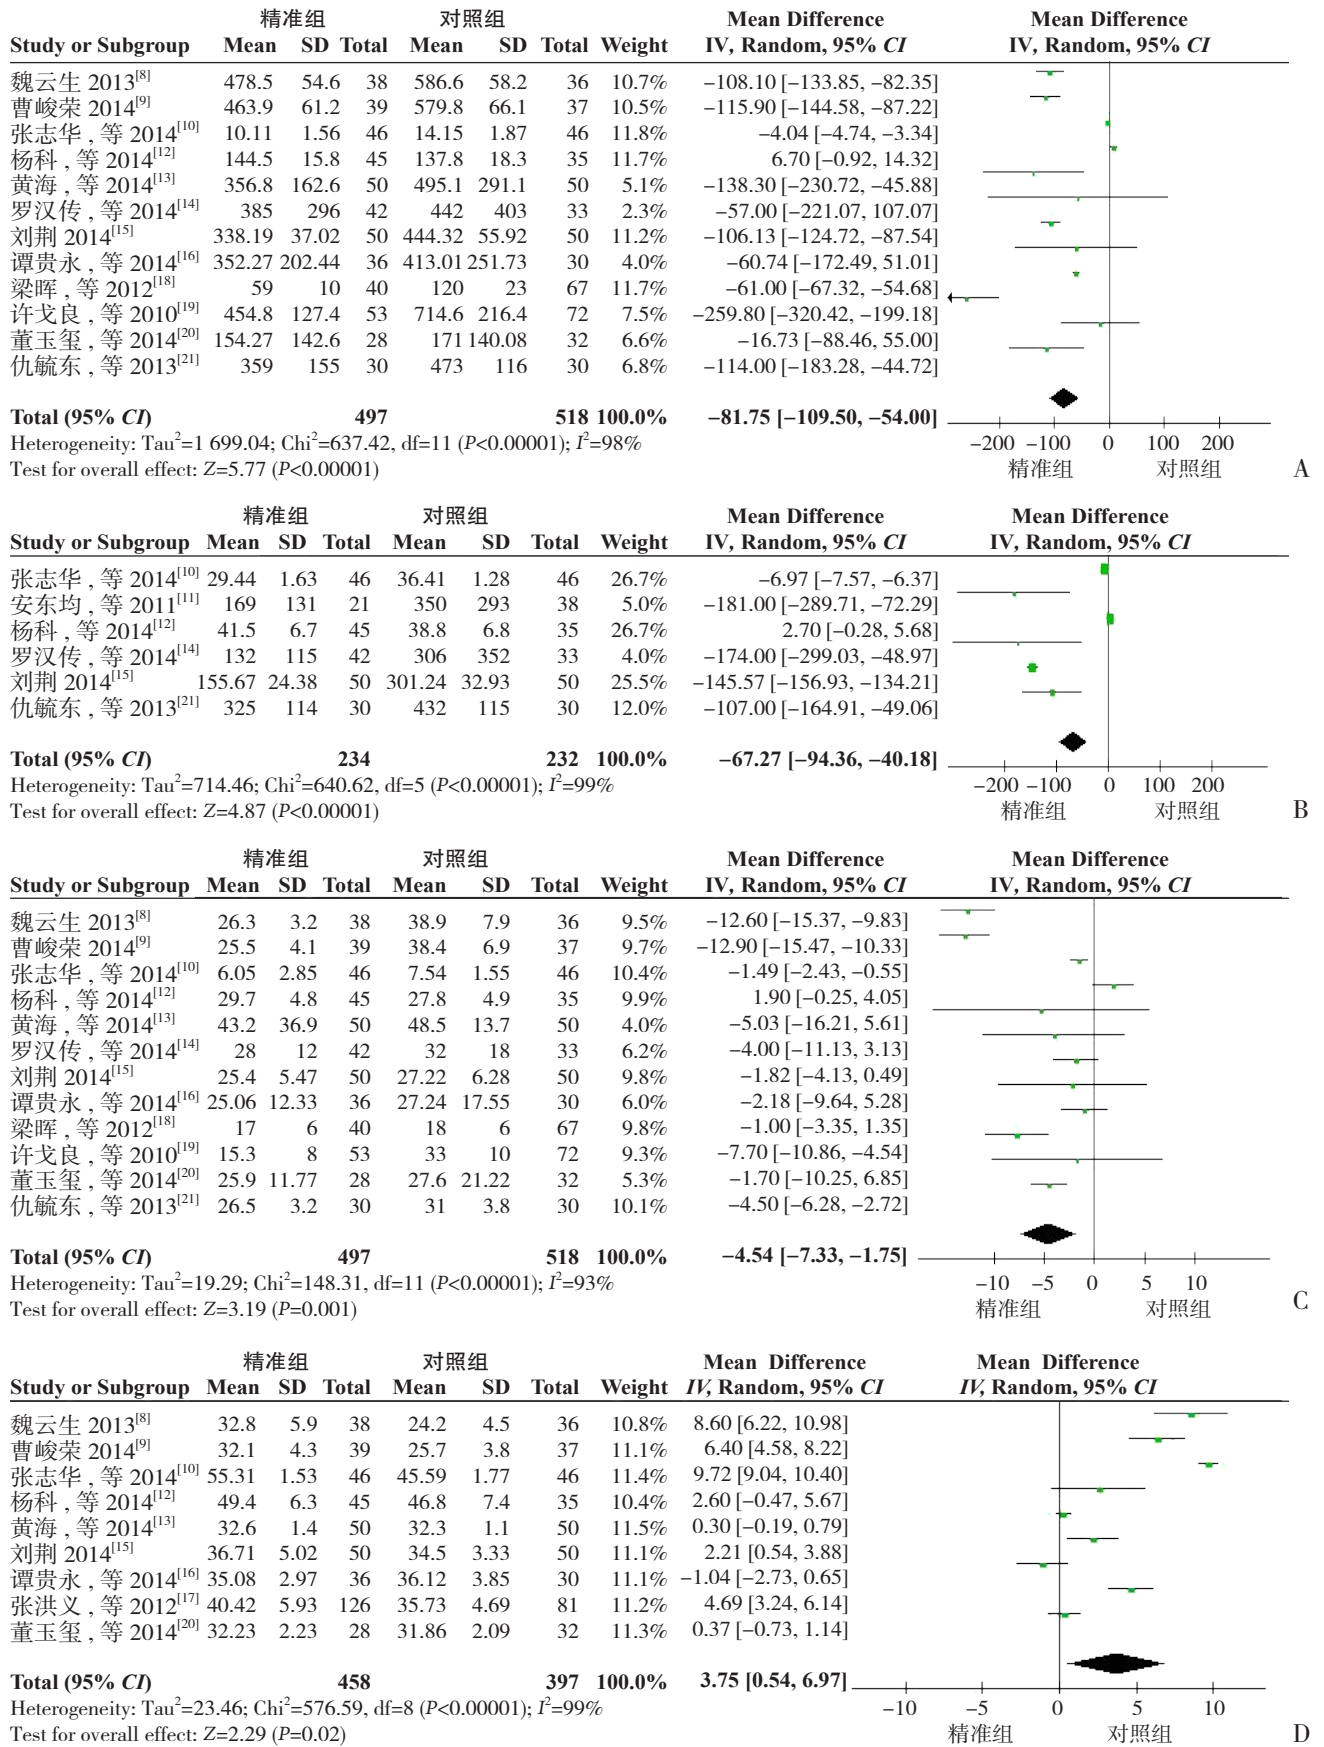 精准组 对照组 Mean Difference Mean Difference
Study or Subgroup Mean SD Total Mean SD Total Weight IV, Random, 95% CI IV, Random, 95% CI
魏云生 2013[8] 478.5 54.6 38 586.6 58.2 36 10.7% −108.10 [−133.85, −82.35]
曹峻荣 2014[9] 463.9 61.2 39 579.8 66.1 37 10.5% −115.90 [−144.58, −87.22]
张志华，等 2014[10] 10.11 1.56 46 14.15 1.87 46 11.8% −4.04 [−4.74, −3.34]
杨科，等 2014[12] 144.5 15.8 45 137.8 18.3 35 11.7% 6.70 [−0.92, 14.32]
黄海，等 2014[13] 356.8 162.6 50 495.1 291.1 50 5.1% −138.30 [−230.72, −45.88]
罗汉传，等 2014[14] 385 296 42 442 403 33 2.3% −57.00 [−221.07, 107.07]
刘荆 2014[15] 338.19 37.02 50 444.32 55.92 50 11.2% −106.13 [−124.72, −87.54]
谭贵永，等 2014[16] 352.27 202.44 36 413.01 251.73 30 4.0% −60.74 [−172.49, 51.01]
梁晖，等 2012[18] 59 10 40 120 23 67 11.7% −61.00 [−67.32, −54.68]
许戈良，等 2010[19] 454.8 127.4 53 714.6 216.4 72 7.5% −259.80 [−320.42, −199.18]
董玉玺，等 2014[20] 154.27 142.6 28 171 140.08 32 6.6% −16.73 [−88.46, 55.00]
仇毓东，等 2013[21] 359 155 30 473 116 30 6.8% −114.00 [−183.28, −44.72]
Total (95% CI) 497 518 100.0% −81.75 [−109.50, −54.00]
Heterogeneity: Tau²=1 699.04; Chi²=637.42, df=11 (P<0.00001); I²=98%
−200 −100 0 100 200
Test for overall effect: Z=5.77 (P<0.00001)
精准组 对照组 A
精准组 对照组 Mean Difference Mean Difference
Study or Subgroup Mean SD Total Mean SD Total Weight IV, Random, 95% CI IV, Random, 95% CI
张志华，等 2014[10] 29.44 1.63 46 36.41 1.28 46 26.7% −6.97 [−7.57, −6.37]
安东均，等 2011[11] 169 131 21 350 293 38 5.0% −181.00 [−289.71, −72.29]
杨科，等 2014[12] 41.5 6.7 45 38.8 6.8 35 26.7% 2.70 [−0.28, 5.68]
罗汉传，等 2014[14] 132 115 42 306 352 33 4.0% −174.00 [−299.03, −48.97]
刘荆 2014[15] 155.67 24.38 50 301.24 32.93 50 25.5% −145.57 [−156.93, −134.21]
仇毓东，等 2013[21] 325 114 30 432 115 30 12.0% −107.00 [−164.91, −49.06]
Total (95% CI) 234 232 100.0% −67.27 [−94.36, −40.18]
Heterogeneity: Tau²=714.46; Chi²=640.62, df=5 (P<0.00001); I²=99%
−200 −100 0 100 200
Test for overall effect: Z=4.87 (P<0.00001)
精准组 对照组 B
精准组 对照组 Mean Difference Mean Difference
Study or Subgroup Mean SD Total Mean SD Total Weight IV, Random, 95% CI IV, Random, 95% CI
魏云生 2013[8] 26.3 3.2 38 38.9 7.9 36 9.5% −12.60 [−15.37, −9.83]
曹峻荣 2014[9] 25.5 4.1 39 38.4 6.9 37 9.7% −12.90 [−15.47, −10.33]
张志华，等 2014[10] 6.05 2.85 46 7.54 1.55 46 10.4% −1.49 [−2.43, −0.55]
杨科，等 2014[12] 29.7 4.8 45 27.8 4.9 35 9.9% 1.90 [−0.25, 4.05]
黄海，等 2014[13] 43.2 36.9 50 48.5 13.7 50 4.0% −5.03 [−16.21, 5.61]
罗汉传，等 2014[14] 28 12 42 32 18 33 6.2% −4.00 [−11.13, 3.13]
刘荆 2014[15] 25.4 5.47 50 27.22 6.28 50 9.8% −1.82 [−4.13, 0.49]
谭贵永，等 2014[16] 25.06 12.33 36 27.24 17.55 30 6.0% −2.18 [−9.64, 5.28]
梁晖，等 2012[18] 17 6 40 18 6 67 9.8% −1.00 [−3.35, 1.35]
许戈良，等 2010[19] 15.3 8 53 33 10 72 9.3% −7.70 [−10.86, −4.54]
董玉玺，等 2014[20] 25.9 11.77 28 27.6 21.22 32 5.3% −1.70 [−10.25, 6.85]
仇毓东，等 2013[21] 26.5 3.2 30 31 3.8 30 10.1% −4.50 [−6.28, −2.72]
Total (95% CI) 497 518 100.0% −4.54 [−7.33, −1.75]
Heterogeneity: Tau²=19.29; Chi²=148.31, df=11 (P<0.00001); I²=93%
−10 −5 0 5 10
Test for overall effect: Z=3.19 (P=0.001)
精准组 对照组 C
精准组 对照组 Mean Difference Mean Difference
Study or Subgroup Mean SD Total Mean SD Total Weight IV, Random, 95% CI IV, Random, 95% CI
魏云生 2013[8] 32.8 5.9 38 24.2 4.5 36 10.8% 8.60 [6.22, 10.98]
曹峻荣 2014[9] 32.1 4.3 39 25.7 3.8 37 11.1% 6.40 [4.58, 8.22]
张志华，等 2014[10] 55.31 1.53 46 45.59 1.77 46 11.4% 9.72 [9.04, 10.40]
杨科，等 2014[12] 49.4 6.3 45 46.8 7.4 35 10.4% 2.60 [−0.47, 5.67]
黄海，等 2014[13] 32.6 1.4 50 32.3 1.1 50 11.5% 0.30 [−0.19, 0.79]
刘荆 2014[15] 36.71 5.02 50 34.5 3.33 50 11.1% 2.21 [0.54, 3.88]
谭贵永，等 2014[16] 35.08 2.97 36 36.12 3.85 30 11.1% −1.04 [−2.73, 0.65]
张洪义，等 2012[17] 40.42 5.93 126 35.73 4.69 81 11.2% 4.69 [3.24, 6.14]
董玉玺，等 2014[20] 32.23 2.23 28 31.86 2.09 32 11.3% 0.37 [−0.73, 1.14]
Total (95% CI) 458 397 100.0% 3.75 [0.54, 6.97]
Heterogeneity: Tau²=23.46; Chi²=576.59, df=8 (P<0.00001); I²=99%
−10 −5 0 5 10
Test for overall effect: Z=2.29 (P=0.02)
精准组 对照组 D